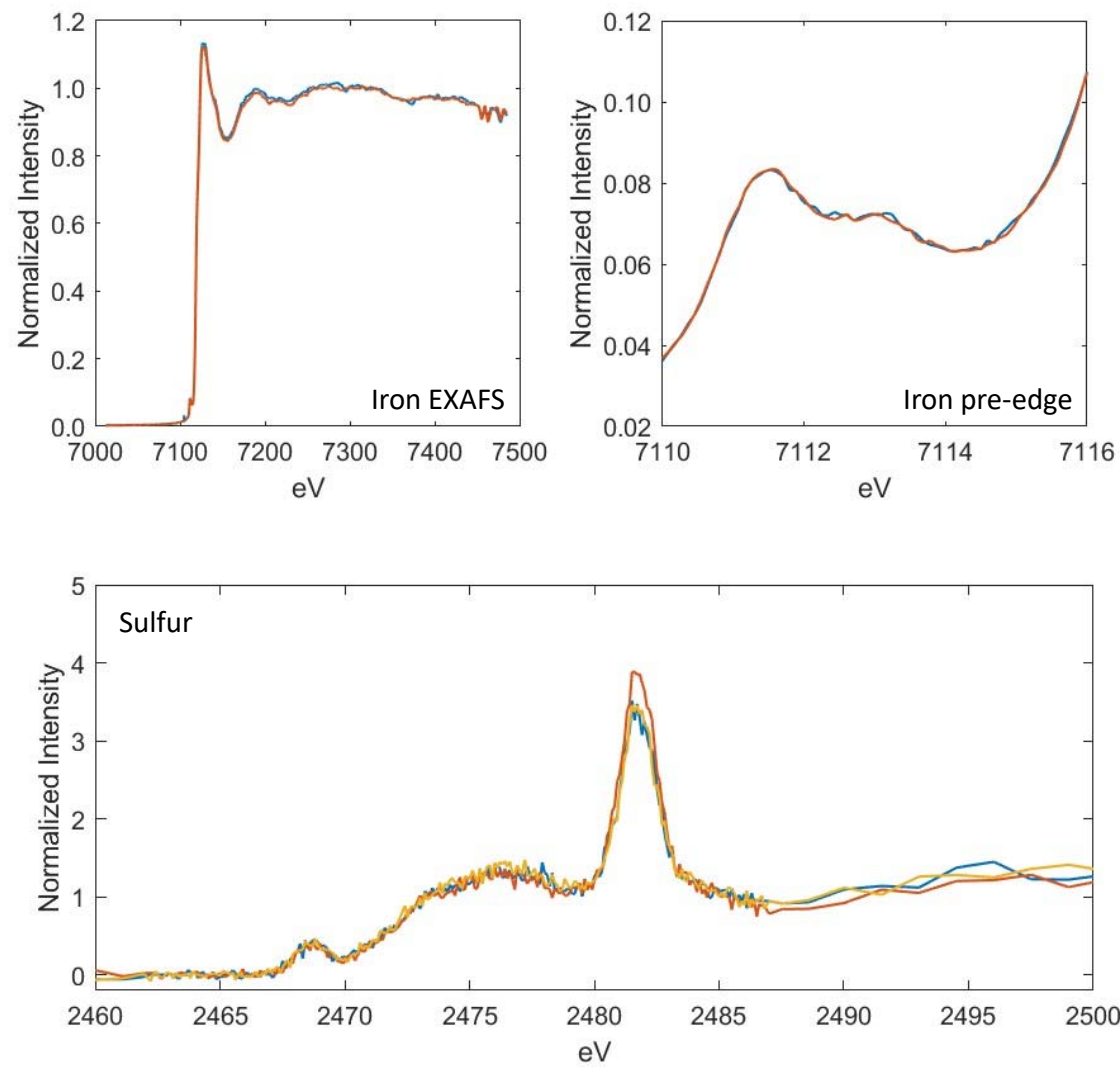 1.2
1.0
0.8
0.6
0.4
0.2
0.0
Normalized Intensity
Iron EXAFS
7000 7100 7200 7300 7400 7500
eV
0.12
0.10
0.08
0.06
0.04
0.02
Normalized Intensity
Iron pre-edge
7110 7112 7114 7116
eV
Sulfur
5
4
3
2
1
0
Normalized Intensity
2460 2465 2470 2475 2480 2485 2490 2495 2500
eV